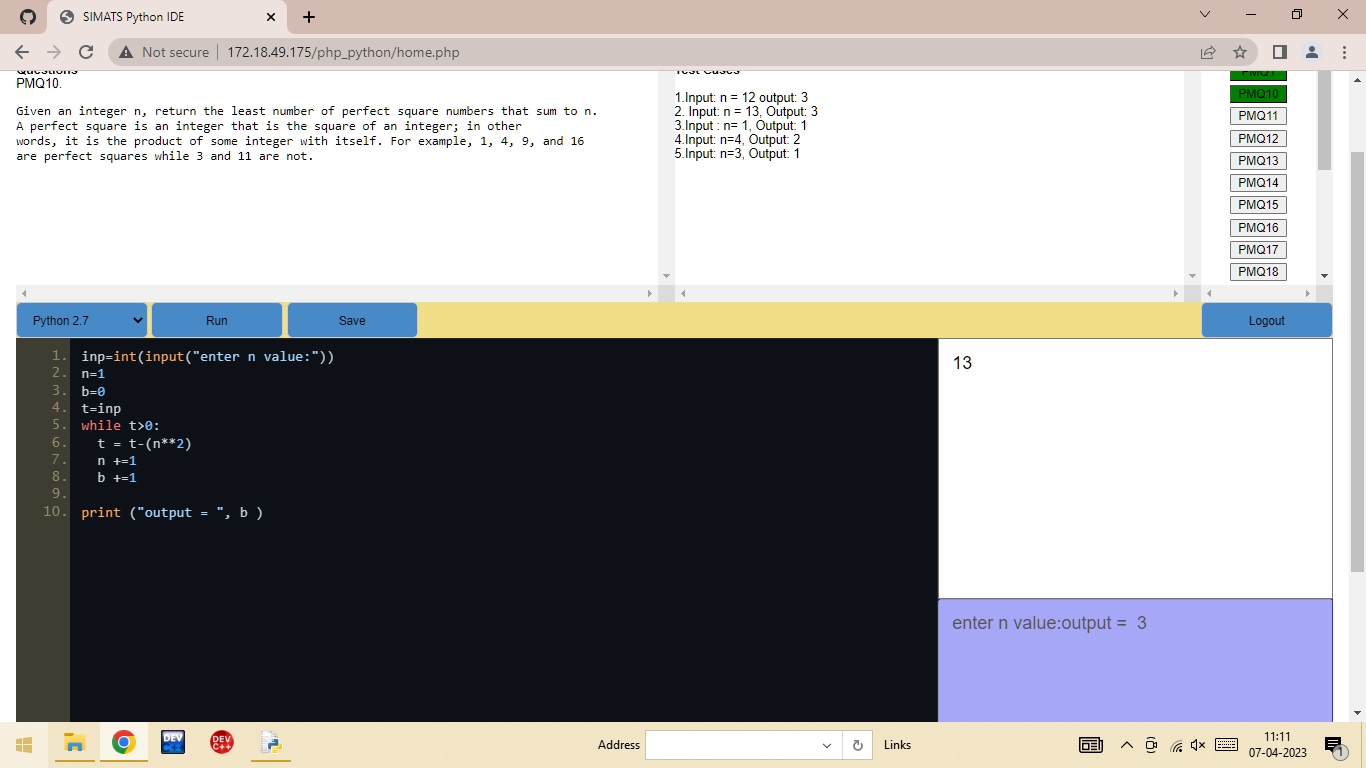 SIMATS Python IDE
Not secure
172.18.49.175/php_python/home.php
Questions
PMQ10.
Given an integer n, return the least number of perfect square numbers that sum to n.
A perfect square is an integer that is the square of an integer; in other
words, it is the product of some integer with itself. For example, 1, 4, 9, and 16
are perfect squares while 3 and 11 are not.
Test Cases
1.Input: n = 12 output: 3
2. Input: n = 13, Output: 3
3.Input : n= 1, Output: 1
4.Input: n=4, Output: 2
5.Input: n=3, Output: 1
PMQ10
PMQ11
PMQ12
PMQ13
PMQ14
PMQ15
PMQ16
PMQ17
PMQ18
Python 2.7
Run
Save
Logout
1. inp=int(input("enter n value:"))
2. n=1
3. b=0
4. t=inp
5. while t>0:
6. t = t-(n**2)
7. n +=1
8. b +=1
9.
10. print ("output = ", b )
13
enter n value:output = 3
DEV
C++
DEV
C++
Address
Links
11:11
07-04-2023
1